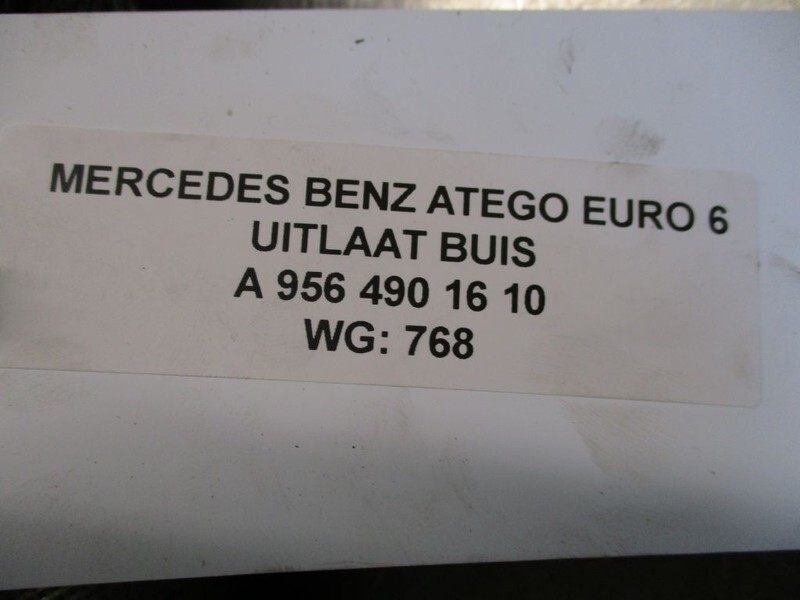 MERCEDES BENZ ATEGO EURO 6
UITLAAT BUIS
A 956 490 16 10
WG: 768